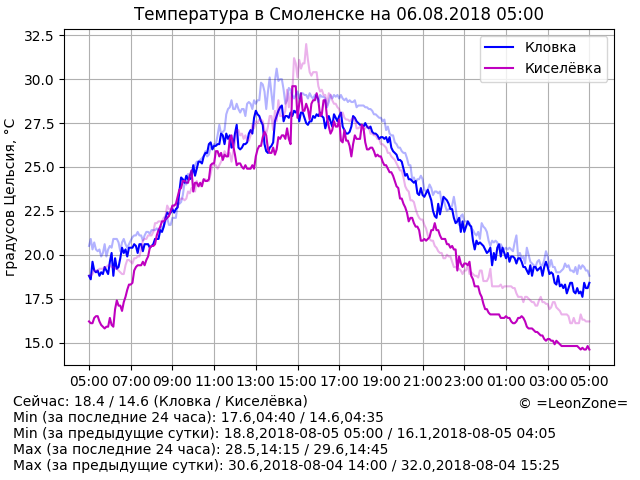 Температура в Смоленске на 06.08.2018 05:00
градусов Цельсия, °C
32.5
30.0
27.5
25.0
22.5
20.0
17.5
15.0
Кловка
Киселёвка
05:00 07:00 09:00 11:00 13:00 15:00 17:00 19:00 21:00 23:00 01:00 03:00 05:00
Сейчас: 18.4 / 14.6 (Кловка / Киселёвка)
© =LeonZone=
Min (за последние 24 часа): 17.6,04:40 / 14.6,04:35
Min (за предыдущие сутки): 18.8,2018-08-05 05:00 / 16.1,2018-08-05 04:05
Max (за последние 24 часа): 28.5,14:15 / 29.6,14:45
Max (за предыдущие сутки): 30.6,2018-08-04 14:00 / 32.0,2018-08-04 15:25